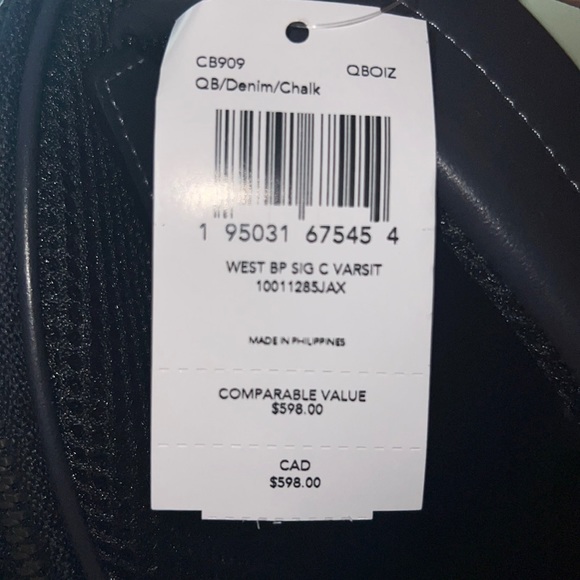 CB909 QBOIZ
QB/Denim/Chalk
1 95031 67545 4
WEST BP SIG C VARSIT
10011285JAX
MADE IN PHILIPPINES
COMPARABLE VALUE
$598.00
CAD
$598.00